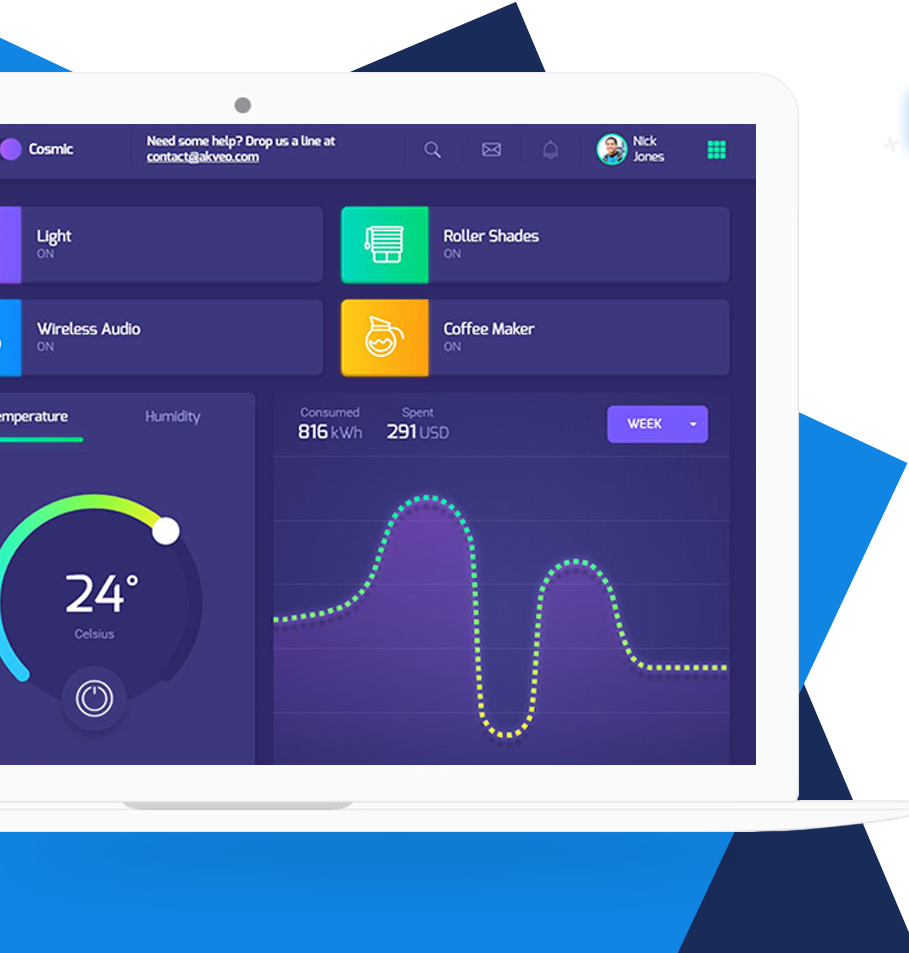 Cosmic
Need some help? Drop us a line at
contact@akveo.com
Nick
Jones
Light
ON
Roller Shades
ON
Wireless Audio
ON
Coffee Maker
ON
emperature
Humidity
Consumed
816 kWh
Spent
291 USD
WEEK
24°
Celsius